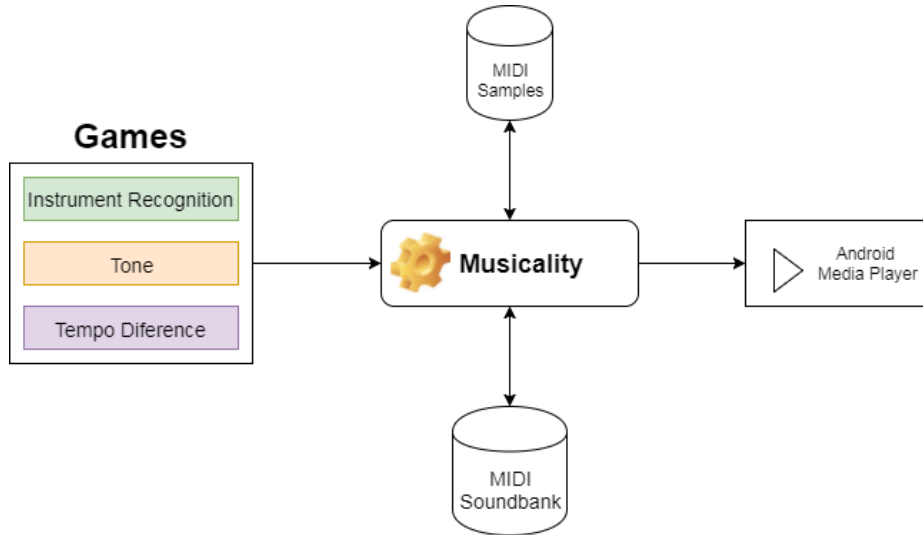 MIDI
Samples
Games
Instrument Recognition
Tone
Tempo Diference
Musicality
Android
Media Player
MIDI
Soundbank